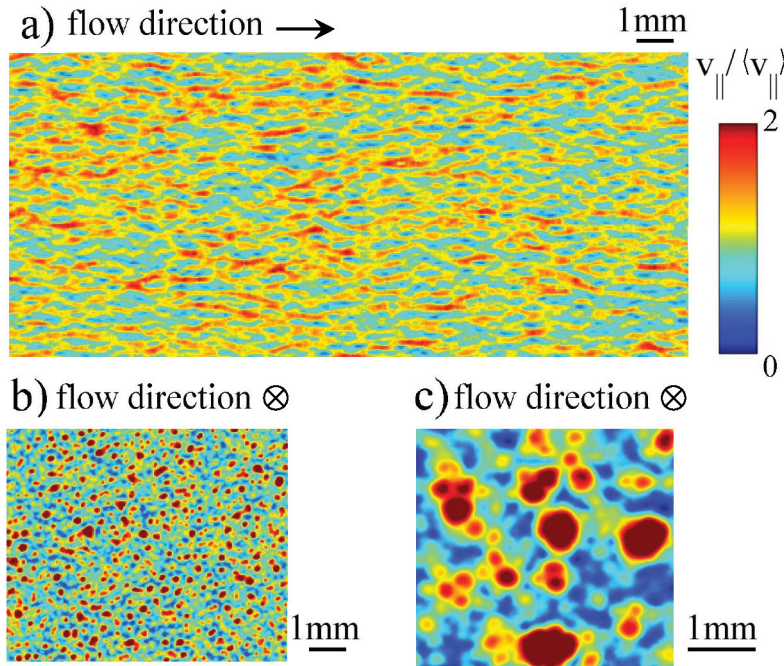 a) flow direction → 1mm
v||/⟨v||⟩
2
0
b) flow direction ⊗
c) flow direction ⊗
1mm
1mm